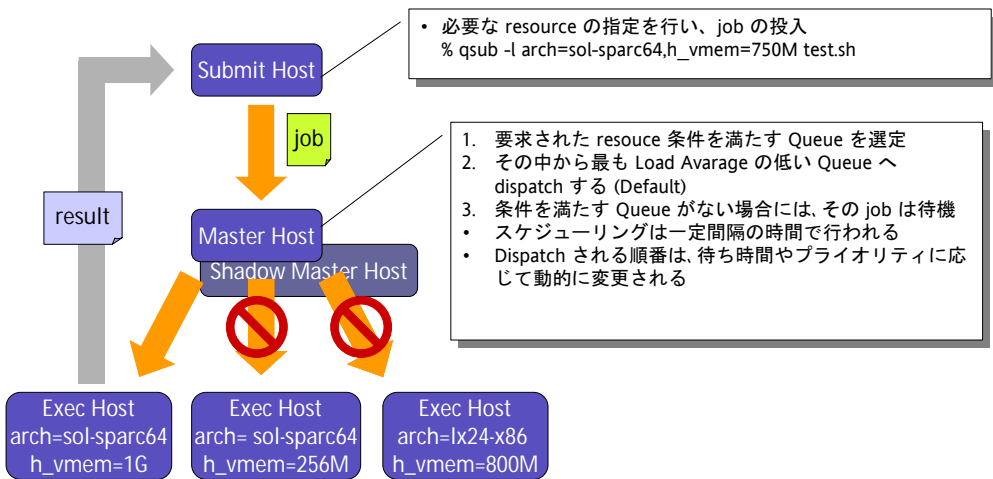 • 必要な resource の指定を行い、job の投入
% qsub -l arch=sol-sparc64,h_vmem=750M test.sh
Submit Host
job
1. 要求された resouce 条件を満たす Queue を選定
2. その中から最も Load Avarage の低い Queue へ
dispatch する (Default)
3. 条件を満たす Queue がない場合には、その job は待機
• スケジューリングは一定間隔の時間で行われる
• Dispatch される順番は、待ち時間やプライオリティに応
じて動的に変更される
result
Master Host
Shadow Master Host
Exec Host
arch=sol-sparc64
h_vmem=1G
Exec Host
arch= sol-sparc64
h_vmem=256M
Exec Host
arch=lx24-x86
h_vmem=800M